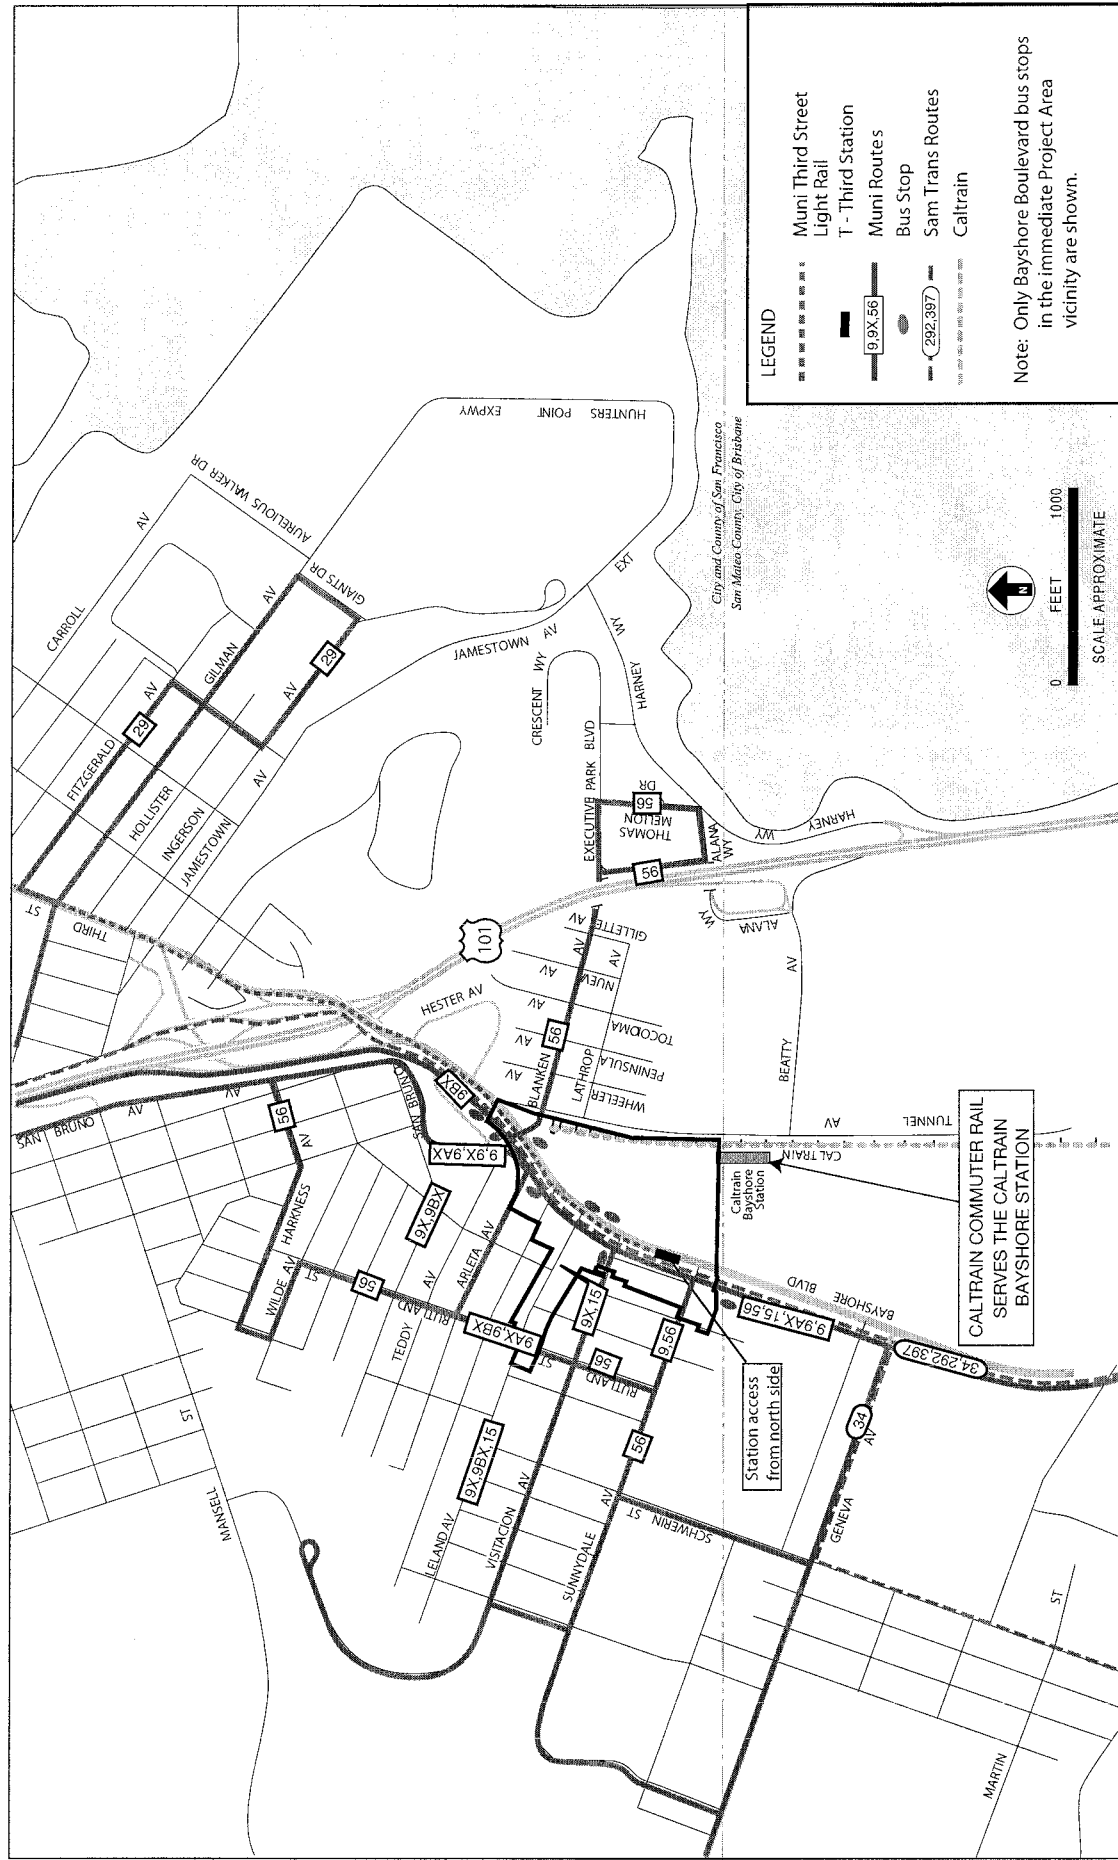 LEGEND
Muni Third Street
Light Rail
T - Third Station
9,9X,56
Muni Routes
Bus Stop
292,397
Sam Trans Routes
Caltrain
Note: Only Bayshore Boulevard bus stops
in the immediate Project Area
vicinity are shown.
N
0 FEET 1000
SCALE APPROXIMATE
City and County of San Francisco
San Mateo County, City of Brisbane
CARROLL AV
AURELIOUS WALKER DR
GIANTS DR
GILMAN AV
FITZGERALD AV
29
29
AV
HOLLISTER
INGERSON
JAMESTOWN AV
THIRD ST
HUNTERS POINT EXPWY
JAMESTOWN AV
EXT
HARNEY WY
CRESCENT WY
EXECUTIVE PARK BLVD
THOMAS
MELLON
DR
56
56
ALANA
WY
HARNEY WY
ALANA WY
101
GILLETTE AV
BLANKEN AV
56
NUEVA AV
TOCOLOMA AV
LATHROP AV
PENINSULA AV
WHEELER AV
HESTER AV
BEATTY AV
TUNNEL AV
CALTRAIN
Caltrain
Bayshore
Station
CALTRAIN COMMUTER RAIL
SERVES THE CALTRAIN
BAYSHORE STATION
SAN BRUNO AV
AV
SAN BRUNO
9BX
9,9X,9AX
9X,9BX
56
HARKNESS AV
WILDE AV
RUTLAND ST
56
ARLETA AV
TEDDY AV
9AX,9BX
9X,15
9,56
RUTLAND ST
56
9X,9BX,15
LELAND AV
VISITACION AV
SUNNYDALE AV
56
SCHWERIN ST
Station access
from north side
9,9AX,15,56
BAYSHORE BLVD
34,292,397
34
GENEVA AV
MANSELL ST
MARTIN ST